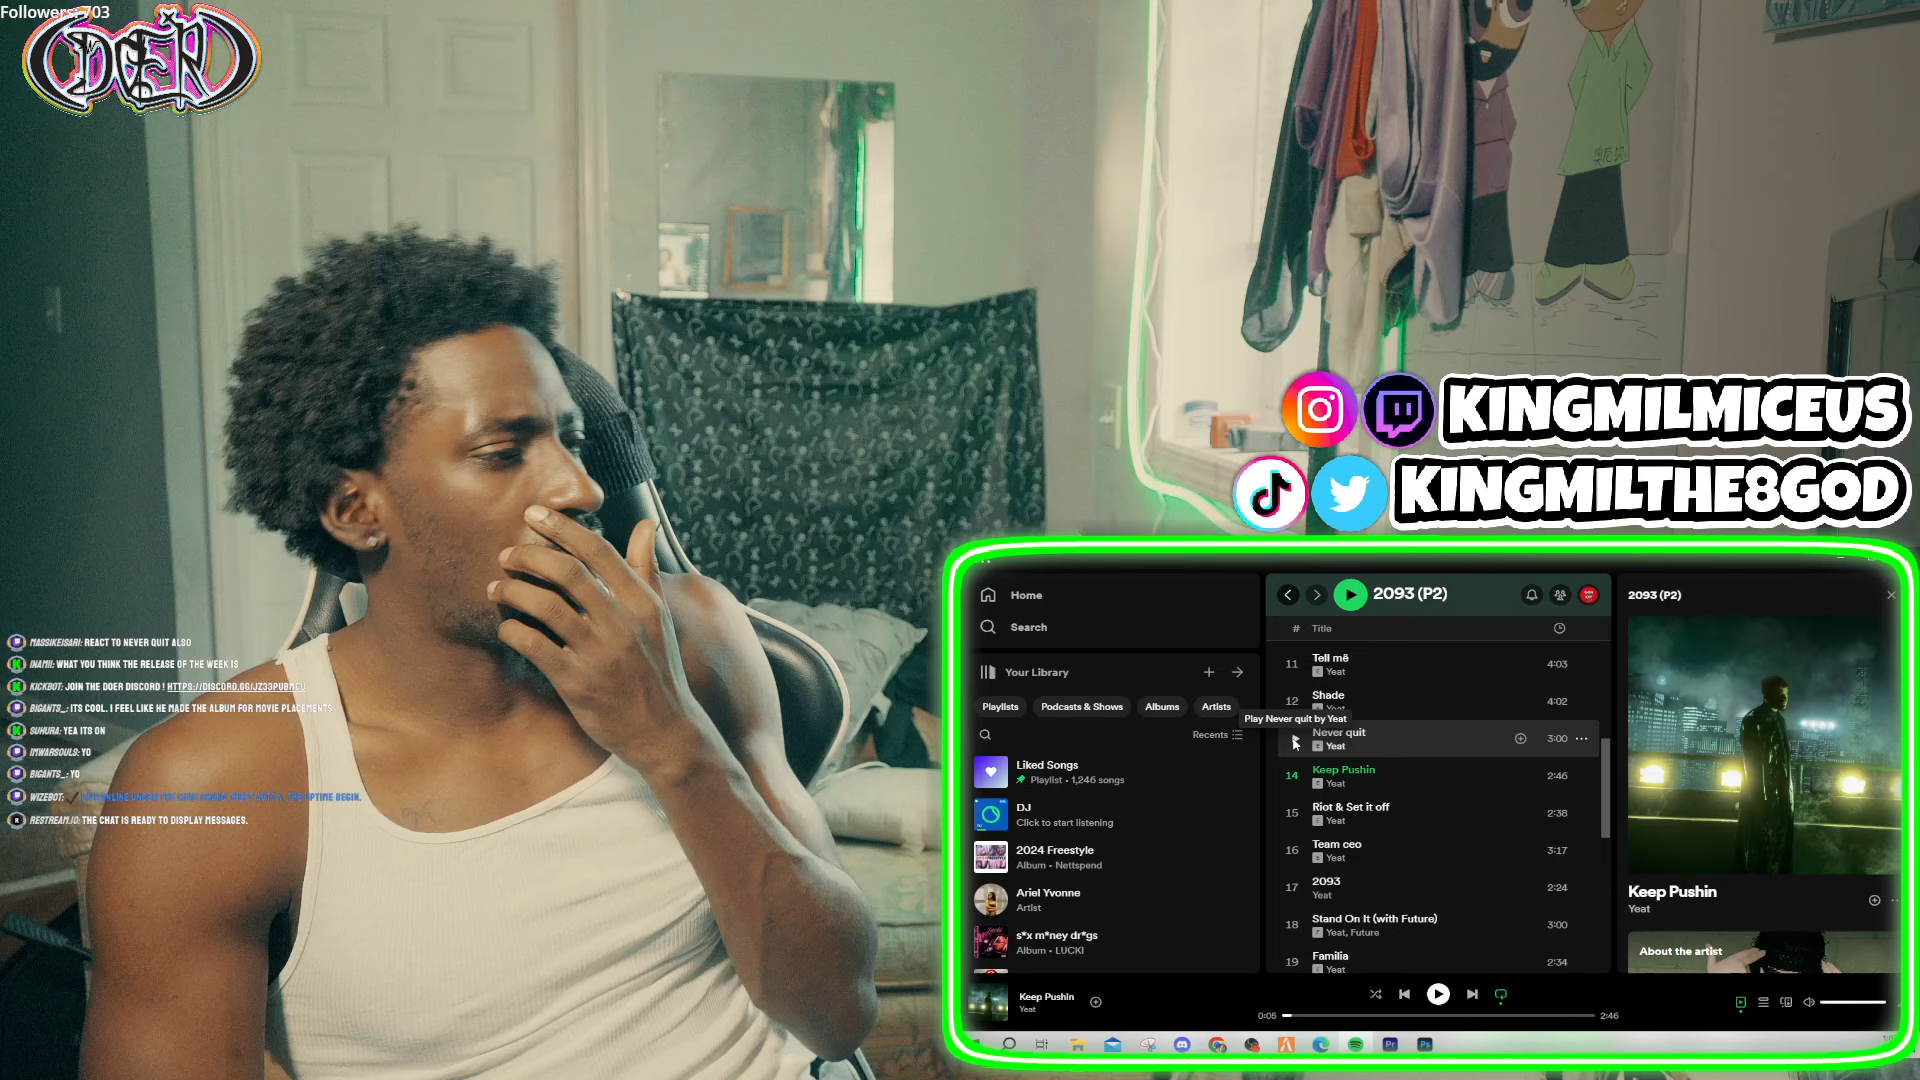 Followers: 703
DOER
KINGMILMICEUS
KINGMILTHE8GOD
MASSIKEISARI: REACT TO NEVER QUIT ALSO
INAMII: WHAT YOU THINK THE RELEASE OF THE WEEK IS
KICKBOT: JOIN THE DOER DISCORD !
BIGANTS_: ITS COOL. I FEEL LIKE HE MADE THE ALBUM FOR MOVIE PLACEMENTS
SUHURA: YEA ITS ON
IMWARSOULS: YO
BIGANTS_: YO
WIZEBOT:
RESTREAM.IO: THE CHAT IS READY TO DISPLAY MESSAGES.
Home
Search
Your Library
Playlists
Podcasts & Shows
Albums
Artists
Recents
Liked Songs
Playlist • 1,246 songs
DJ
Click to start listening
2024 Freestyle
Album • Nettspend
Ariel Yvonne
Artist
s*x m*ney dr*gs
Album • LUCKI
2093 (P2)
# Title
11 Tell më 4:03
E Yeat
12 Shade 4:02
Yeat
Play Never quit by Yeat
Never quit 3:00
E Yeat
14 Keep Pushin 2:46
E Yeat
15 Riot & Set it off 2:38
E Yeat
16 Team ceo 3:17
E Yeat
17 2093 2:24
Yeat
18 Stand On It (with Future) 3:00
E Yeat, Future
19 Familia 2:34
E Yeat
2093 (P2)
Keep Pushin
Yeat
About the artist
Keep Pushin
Yeat
0:05
2:46
Pr
Ps